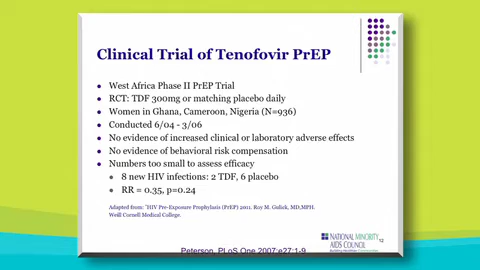 Clinical Trial of Tenofovir PrEP
West Africa Phase II PrEP Trial
RCT: TDF 300mg or matching placebo daily
Women in Ghana, Cameroon, Nigeria (N=936)
Conducted 6/04 - 3/06
No evidence of increased clinical or laboratory adverse effects
No evidence of behavioral risk compensation
Numbers too small to assess efficacy
8 new HIV infections: 2 TDF, 6 placebo
RR = 0.35, p=0.24
Adapted from: "HIV Pre-Exposure Prophylaxis (PrEP) 2011. Roy M. Gulick, MD,MPH.
Weill Cornell Medical College.
NATIONAL MINORITY
AIDS COUNCIL
12
Peterson, PLoS One 2007;e27:1-9